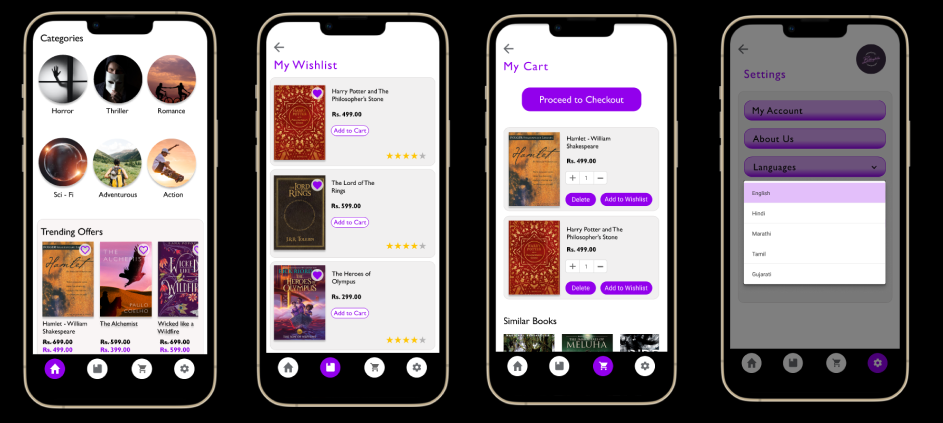 Categories
Horror
Thriller
Romance
Sci - Fi
Adventurous
Action
Trending Offers
Hamlet
THE
ALCHEMIST
PAULO
COELHO
WICKED
LIKE A
WILDFIRE
Hamlet - William
Shakespeare
Rs. 699.00
Rs. 499.00
The Alchemist
Rs. 599.00
Rs. 399.00
Wicked like a
Wildfire
Rs. 699.00
Rs. 599.00
My Wishlist
Harry Potter and The
Philosopher's Stone
Rs. 499.00
Add to Cart
THE
LORD
OF THE
RINGS
J.R.R. TOLKIEN
The Lord of The
Rings
Rs. 599.00
Add to Cart
HEROES OF
OLYMPUS
The Heroes of
Olympus
Rs. 299.00
Add to Cart
My Cart
Proceed to Checkout
Hamlet
Hamlet - William
Shakespeare
Rs. 499.00
+ 1 −
Delete
Add to Wishlist
Harry Potter and The
Philosopher's Stone
Rs. 499.00
+ 1 −
Delete
Add to Wishlist
Similar Books
MELUHA
Settings
My Account
About Us
Languages
English
Hindi
Marathi
Tamil
Gujarati